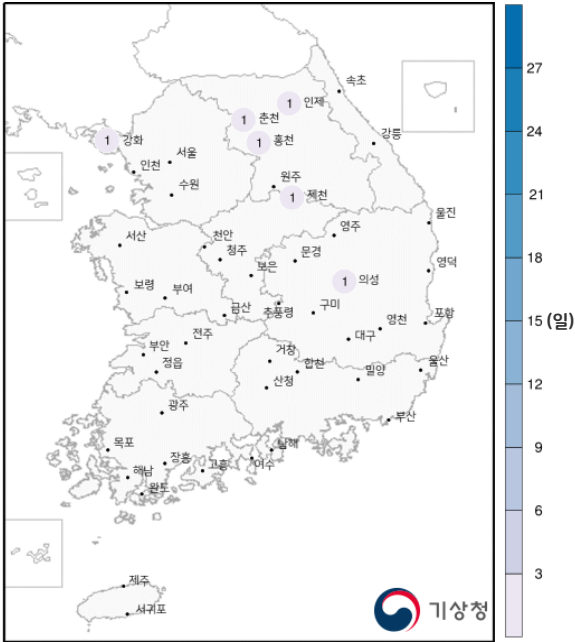 속초
27
1 인제
1 춘천
강릉
24
1 강화
1 홍천
서울
인천
원주
수원
1 제천
21
울진
영주
서산
천안
청주
문경
18
보은
영덕
1 의성
보령
부여
금산
추풍령
구미
영천
포항
15 (일)
전주
대구
부안
거창
정읍
합천
밀양
울산
산청
12
광주
부산
9
목포
남해
장흥
고흥
여수
해남
완도
6
제주
3
서귀포
기상청